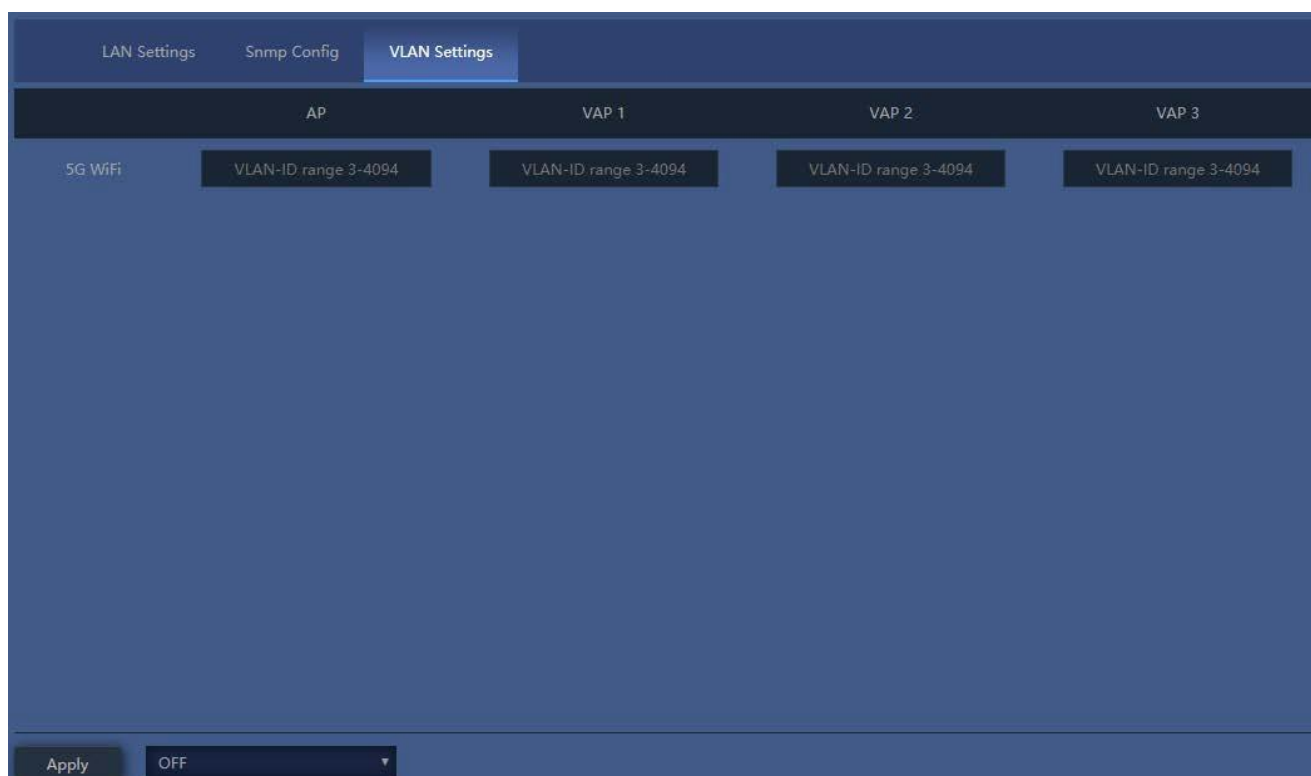 LAN Settings Snmp Config VLAN Settings
AP VAP 1 VAP 2 VAP 3
5G WiFi VLAN-ID range 3-4094 VLAN-ID range 3-4094 VLAN-ID range 3-4094 VLAN-ID range 3-4094
Apply OFF